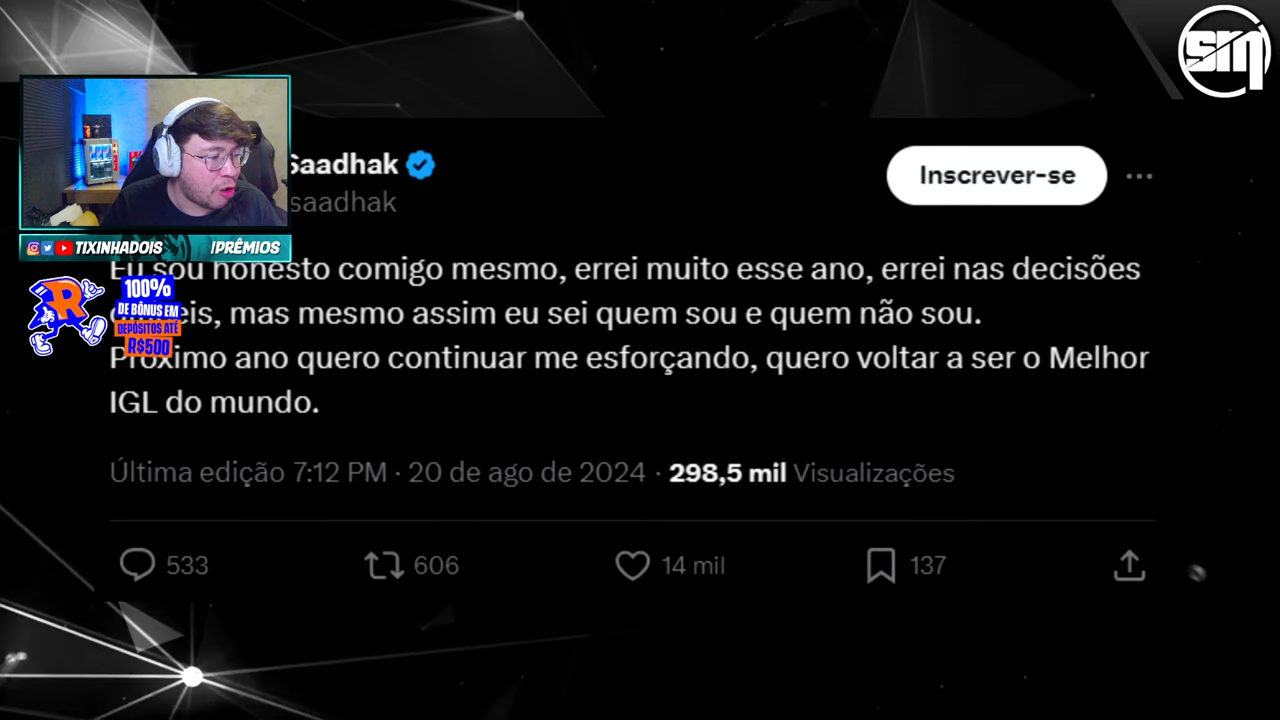 sm
Saadhak
saadhak
Inscrever-se
TIXINHADOIS
!PRÊMIOS
Eu sou honesto comigo mesmo, errei muito esse ano, errei nas decisões
eis, mas mesmo assim eu sei quem sou e quem não sou.
Próximo ano quero continuar me esforçando, quero voltar a ser o Melhor
IGL do mundo.
R
100%
DE BÔNUS EM
DEPÓSITOS ATÉ
R$500
Última edição 7:12 PM · 20 de ago de 2024 · 298,5 mil Visualizações
533
606
14 mil
137